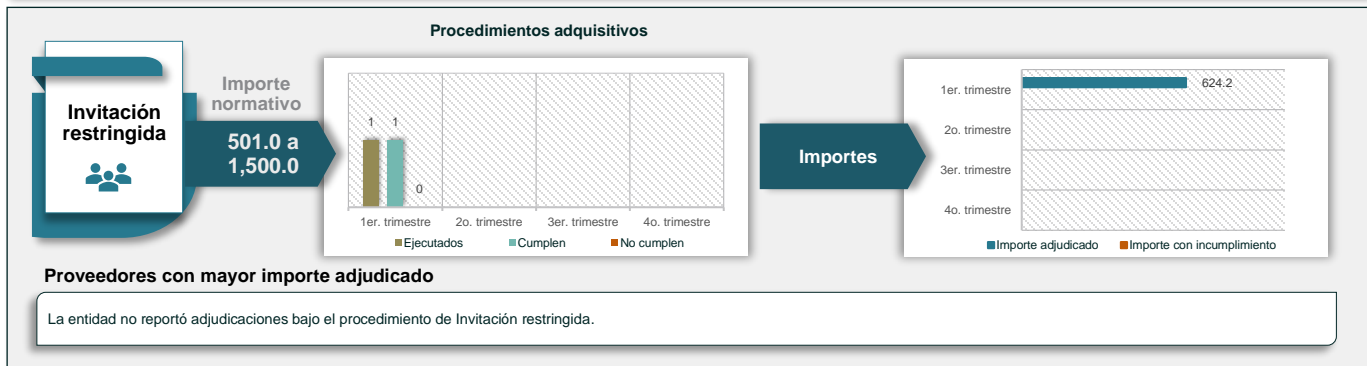 Procedimientos adquisitivos
Invitación
restringida
Importe
normativo
501.0 a
1,500.0
1
1
0
1er. trimestre
2o. trimestre
3er. trimestre
4o. trimestre
Ejecutados
Cumplen
No cumplen
Importes
1er. trimestre
624.2
2o. trimestre
3er. trimestre
4o. trimestre
Importe adjudicado
Importe con incumplimiento
Proveedores con mayor importe adjudicado
La entidad no reportó adjudicaciones bajo el procedimiento de Invitación restringida.